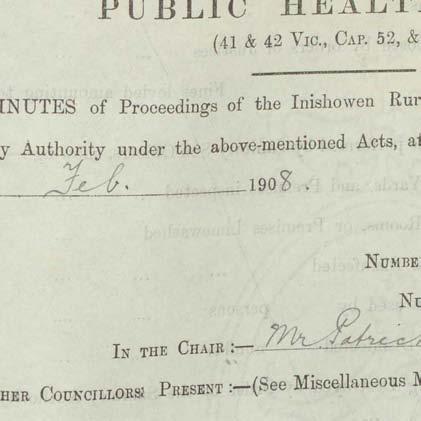 PUBLIC HEALT
(41 & 42 VIC., CAP. 52, &
INUTES of Proceedings of the Inishowen Rur
y Authority under the above-mentioned Acts, at
Feb. 1908.
NUMBE
NU
IN THE CHAIR :— Mr. Patrick
HER COUNCILLORS PRESENT :—(See Miscellaneous M